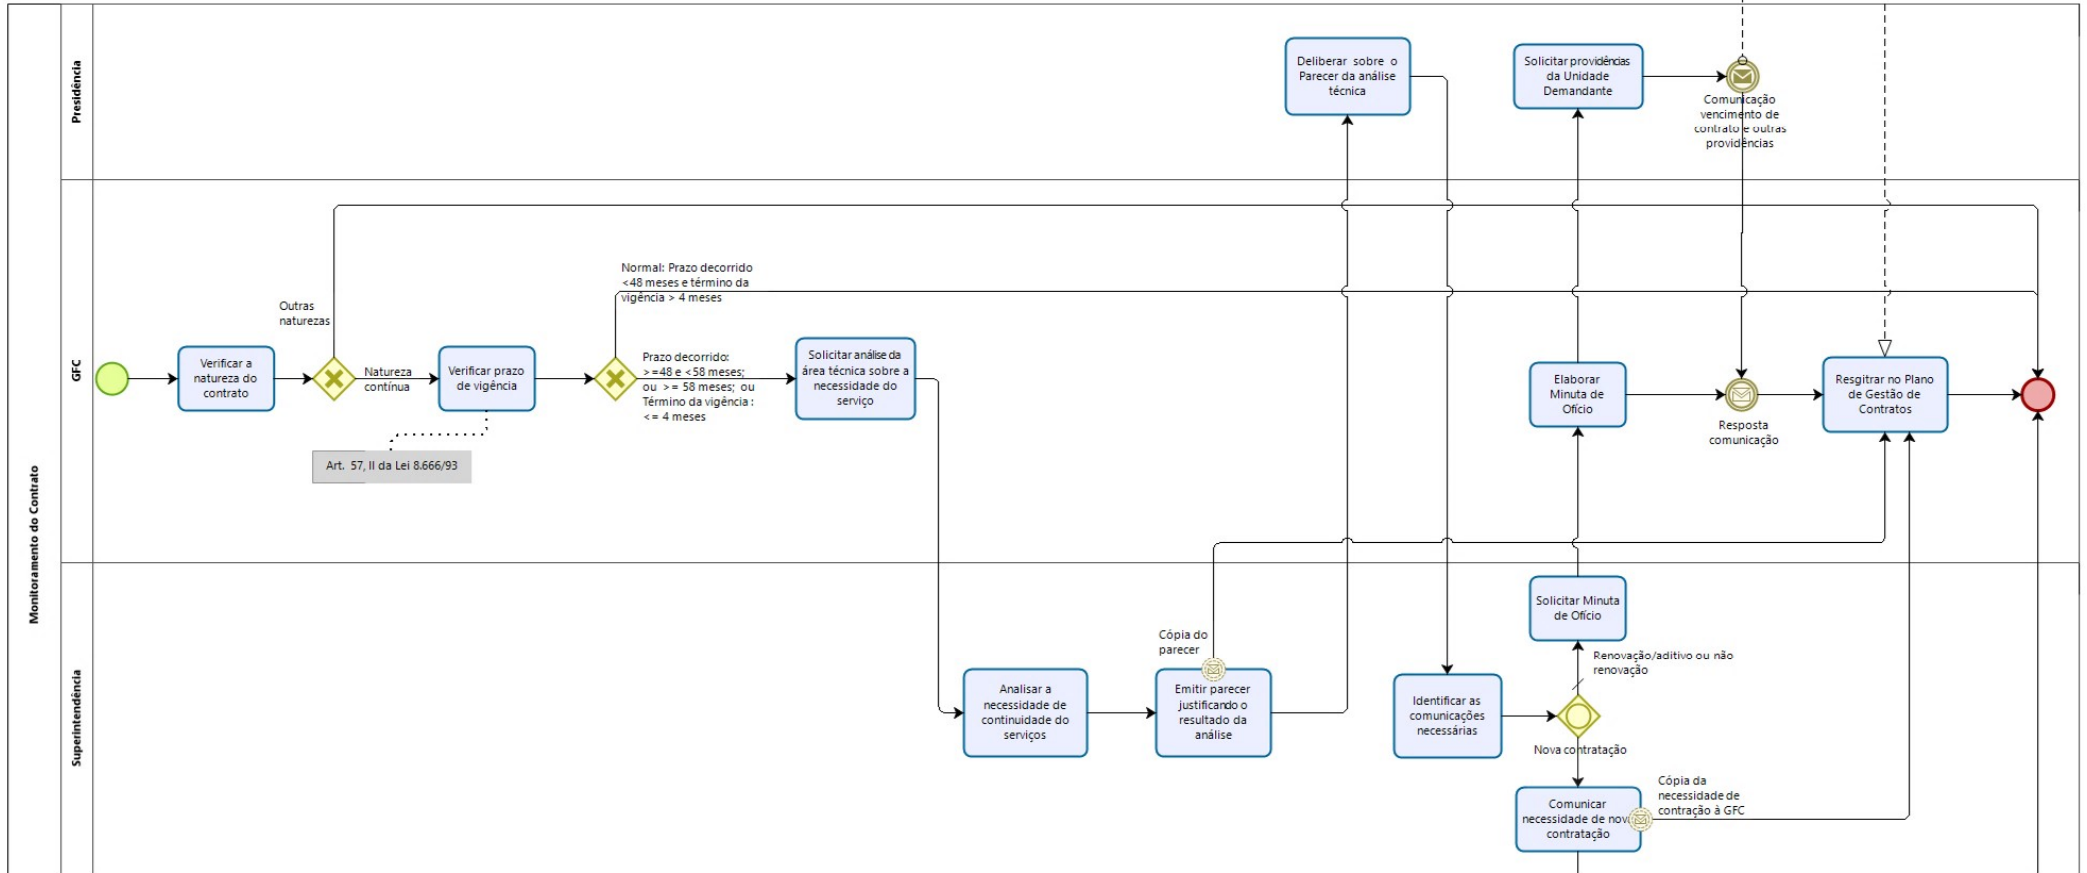 Monitoramento do Contrato
Presidência
Deliberar sobre o
Parecer da análise
técnica
Solicitar providências
da Unidade
Demandante
Comunicação
vencimento de
contrato e outras
providências
GFC
Verificar a
natureza do
contrato
Outras
naturezas
Natureza
contínua
Verificar prazo
de vigência
Art. 57, II da Lei 8.666/93
Normal: Prazo decorrido
<48 meses e término da
vigência > 4 meses
Prazo decorrido:
>=48 e <58 meses;
ou >= 58 meses; ou
Término da vigência :
<= 4 meses
Solicitar análise da
área técnica sobre a
necessidade do
serviço
Elaborar
Minuta de
Ofício
Resposta
comunicação
Resgitrar no Plano
de Gestão de
Contratos
Superintendência
Analisar a
necessidade de
continuidade do
serviços
Cópia do
parecer
Emitir parecer
justificando o
resultado da
análise
Identificar as
comunicações
necessárias
Solicitar Minuta
de Ofício
Renovação/aditivo ou não
renovação
Nova contratação
Comunicar
necessidade de nova
contratação
Cópia da
necessidade de
contração à GFC